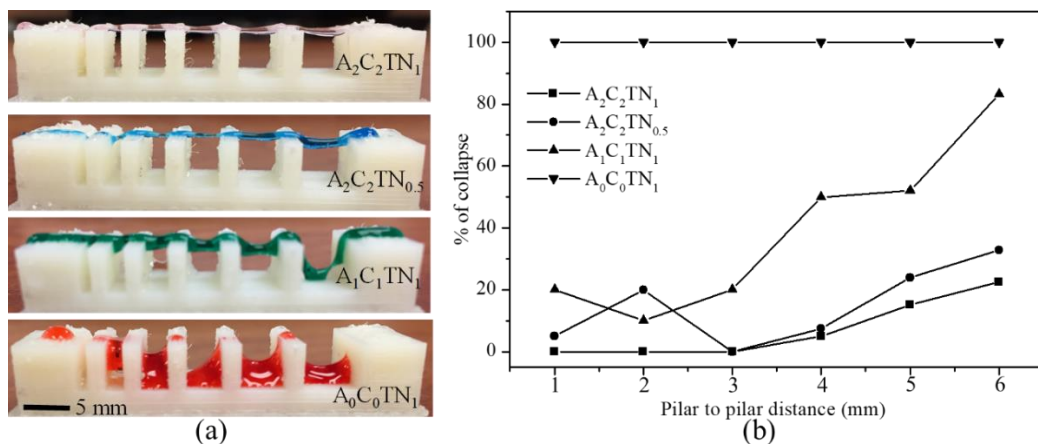 A₂C₂TN₁
A₂C₂TN₀.₅
A₁C₁TN₁
A₀C₀TN₁
5 mm
(a)
100
80
60
40
20
0
% of collapse
A₂C₂TN₁
A₂C₂TN₀.₅
A₁C₁TN₁
A₀C₀TN₁
1 2 3 4 5 6
Pilar to pilar distance (mm)
(b)